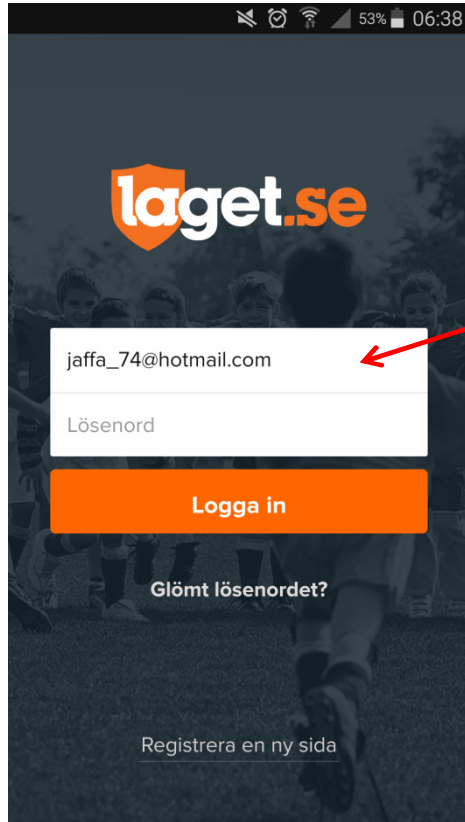 53% 06:38
laget.se
jaffa_74@hotmail.com
Lösenord
Logga in
Glömt lösenordet?
Registrera en ny sida